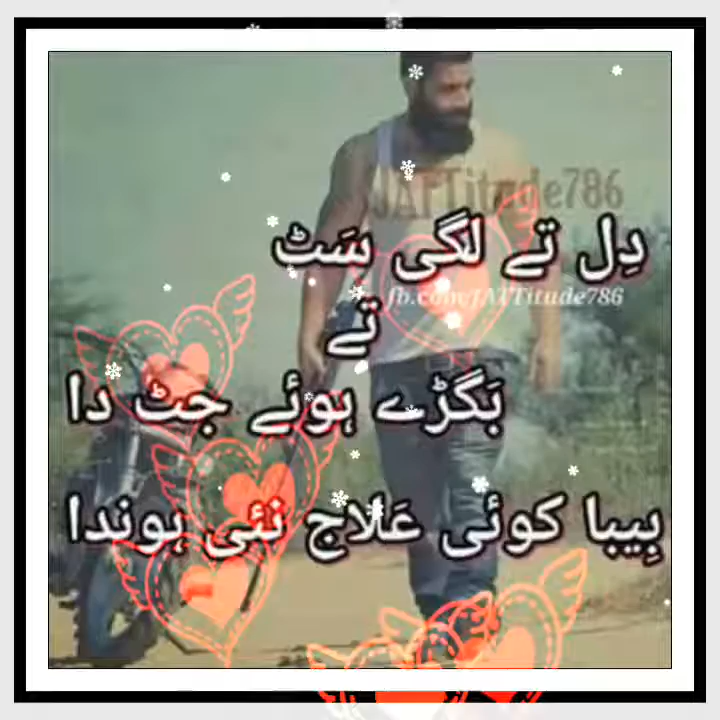 JATTitude786
دِل تے لگی سَٹ
fb.com/JATTitude786
تے
بَگڑے ہوئے جٹ دا
بِیبا کوئی عَلاج نئی ہوندا